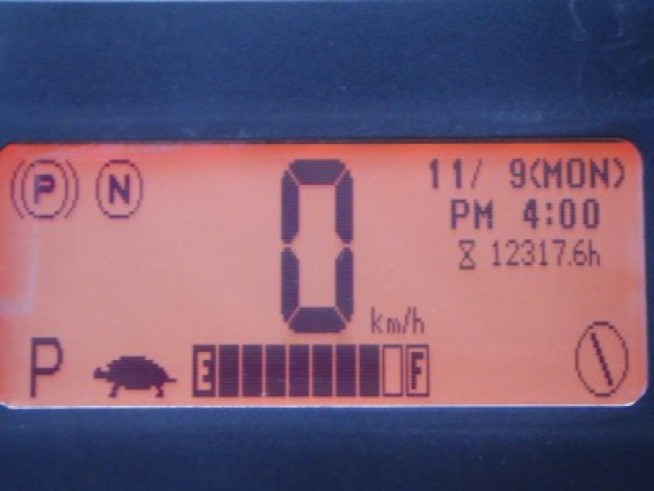 P N
0 km/h
11/ 9(MON)
PM 4:00
12317.6h
P
E F